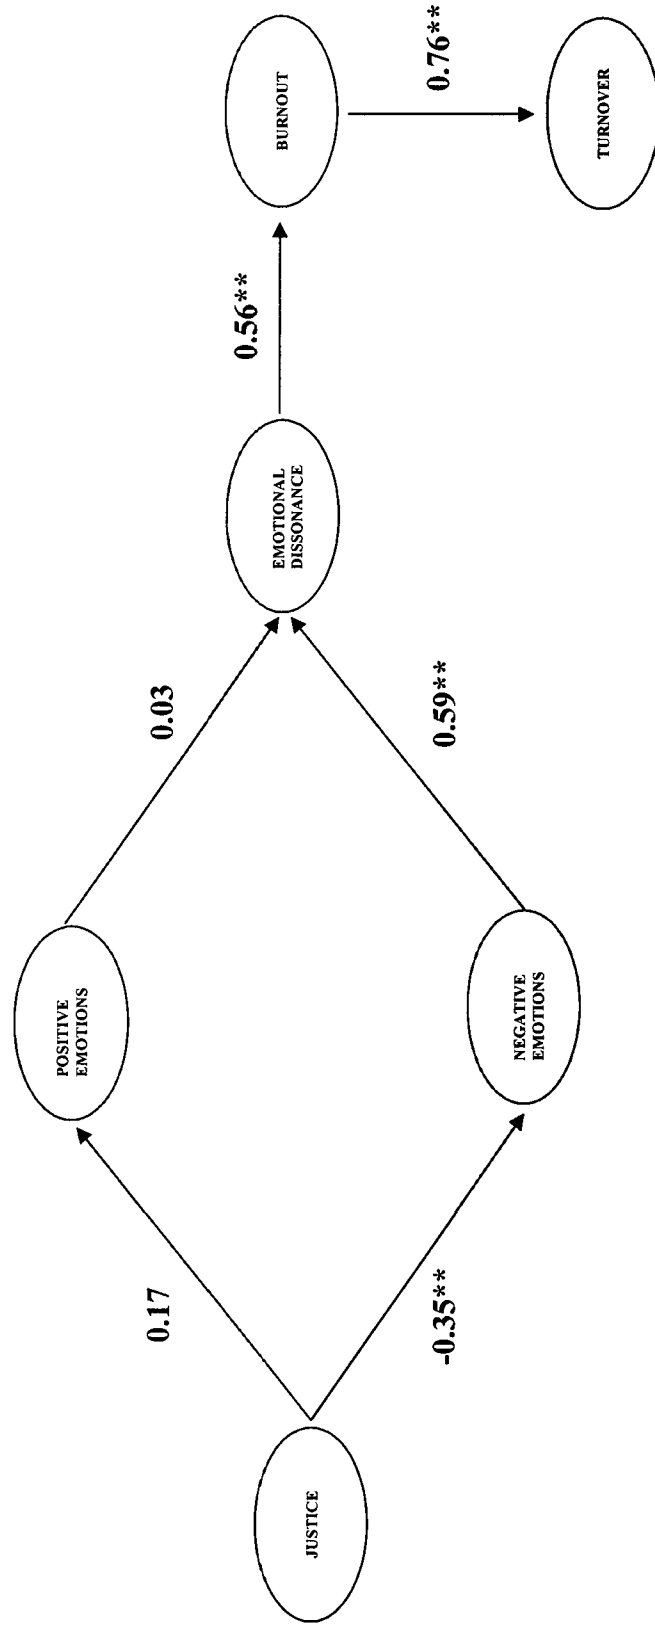 JUSTICE
0.17
-0.35**
POSITIVE
EMOTIONS
NEGATIVE
EMOTIONS
0.03
0.59**
EMOTIONAL
DISSONANCE
0.56**
BURNOUT
0.76**
TURNOVER